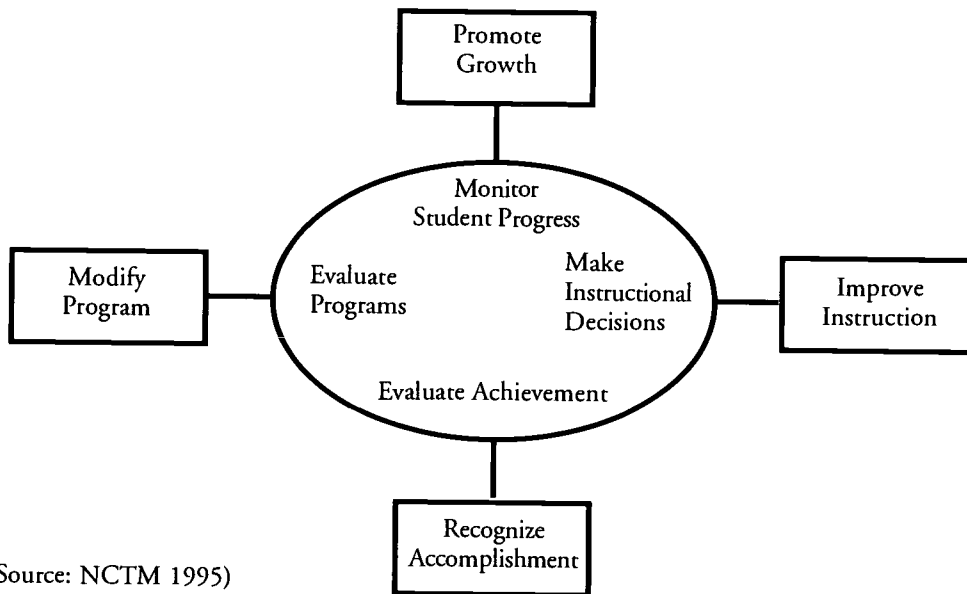 Promote
Growth
Monitor
Student Progress
Modify
Program
Evaluate
Programs
Make
Instructional
Decisions
Improve
Instruction
Evaluate Achievement
Recognize
Accomplishment
Source: NCTM 1995)